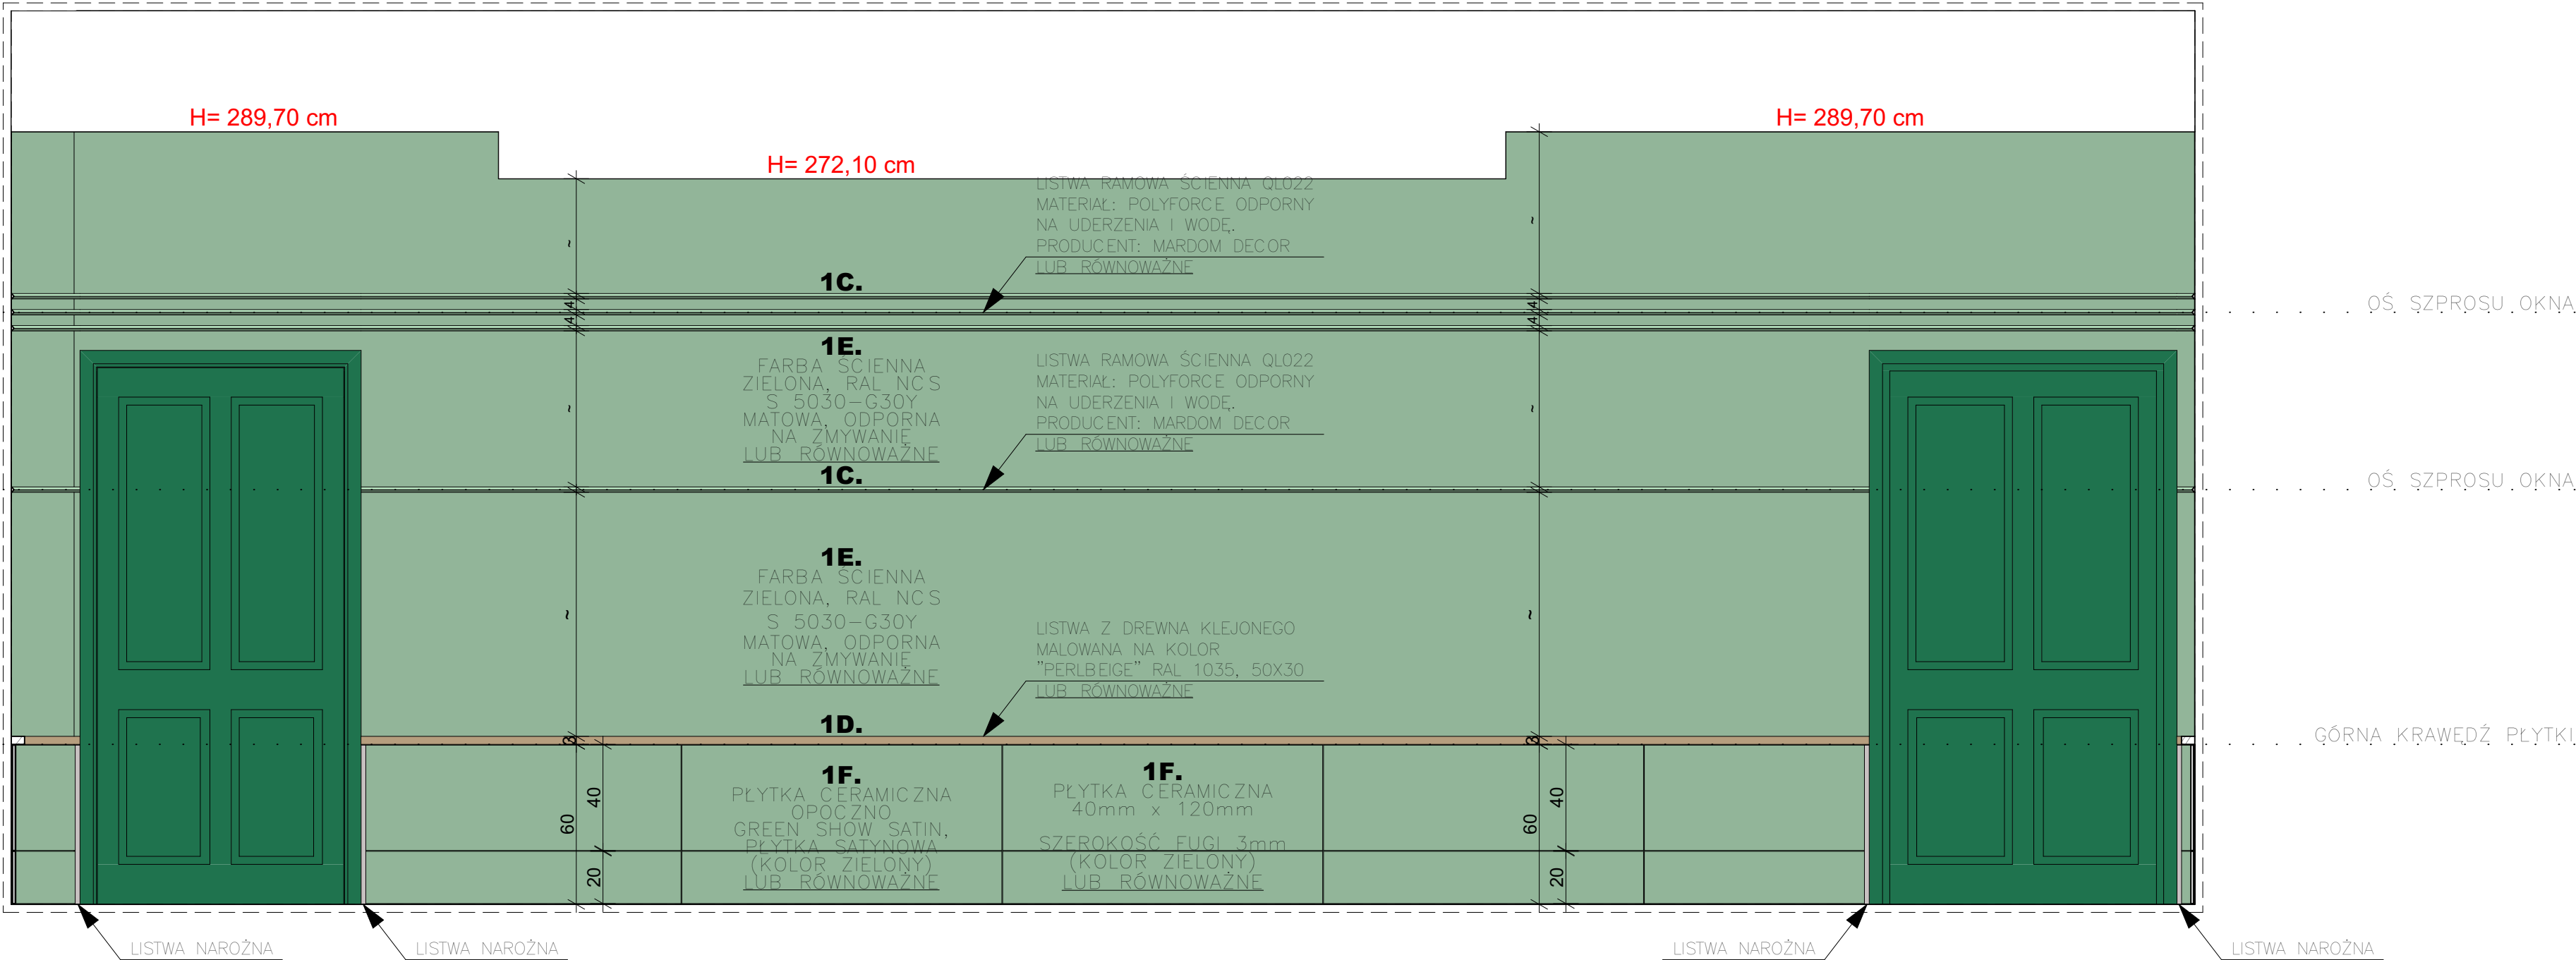 H= 289,70 cm
H= 289,70 cm
H= 272,10 cm
LISTWA RAMOWA ŚCIENNA QL022
MATERIAŁ: POLYFORCE ODPORNY
NA UDERZENIA I WODĘ.
PRODUCENT: MARDOM DECOR
LUB RÓWNOWAŻNE
~
~
1C.
4
4
4
4
OŚ SZPROSU OKNA
1E.
FARBA ŚCIENNA
ZIELONA, RAL NCS
S 5030-G30Y
MATOWA, ODPORNA
NA ZMYWANIE
LUB RÓWNOWAŻNE
LISTWA RAMOWA ŚCIENNA QL022
MATERIAŁ: POLYFORCE ODPORNY
NA UDERZENIA I WODĘ.
PRODUCENT: MARDOM DECOR
LUB RÓWNOWAŻNE
~
~
1C.
OŚ SZPROSU OKNA
1E.
FARBA ŚCIENNA
ZIELONA, RAL NCS
S 5030-G30Y
MATOWA, ODPORNA
NA ZMYWANIE
LUB RÓWNOWAŻNE
~
~
LISTWA Z DREWNA KLEJONEGO
MALOWANA NA KOLOR
"PERLBEIGE" RAL 1035, 50X30
LUB RÓWNOWAŻNE
1D.
3
3
GÓRNA KRAWĘDŹ PŁYTKI
1F.
PŁYTKA CERAMICZNA
OPOCZNO
GREEN SHOW SATIN,
PŁYTKA SATYNOWA
(KOLOR ZIELONY)
LUB RÓWNOWAŻNE
1F.
PŁYTKA CERAMICZNA
40mm x 120mm
SZEROKOŚĆ FUGI 3mm
(KOLOR ZIELONY)
LUB RÓWNOWAŻNE
60
40
20
60
40
20
LISTWA NAROŻNA
LISTWA NAROŻNA
LISTWA NAROŻNA
LISTWA NAROŻNA